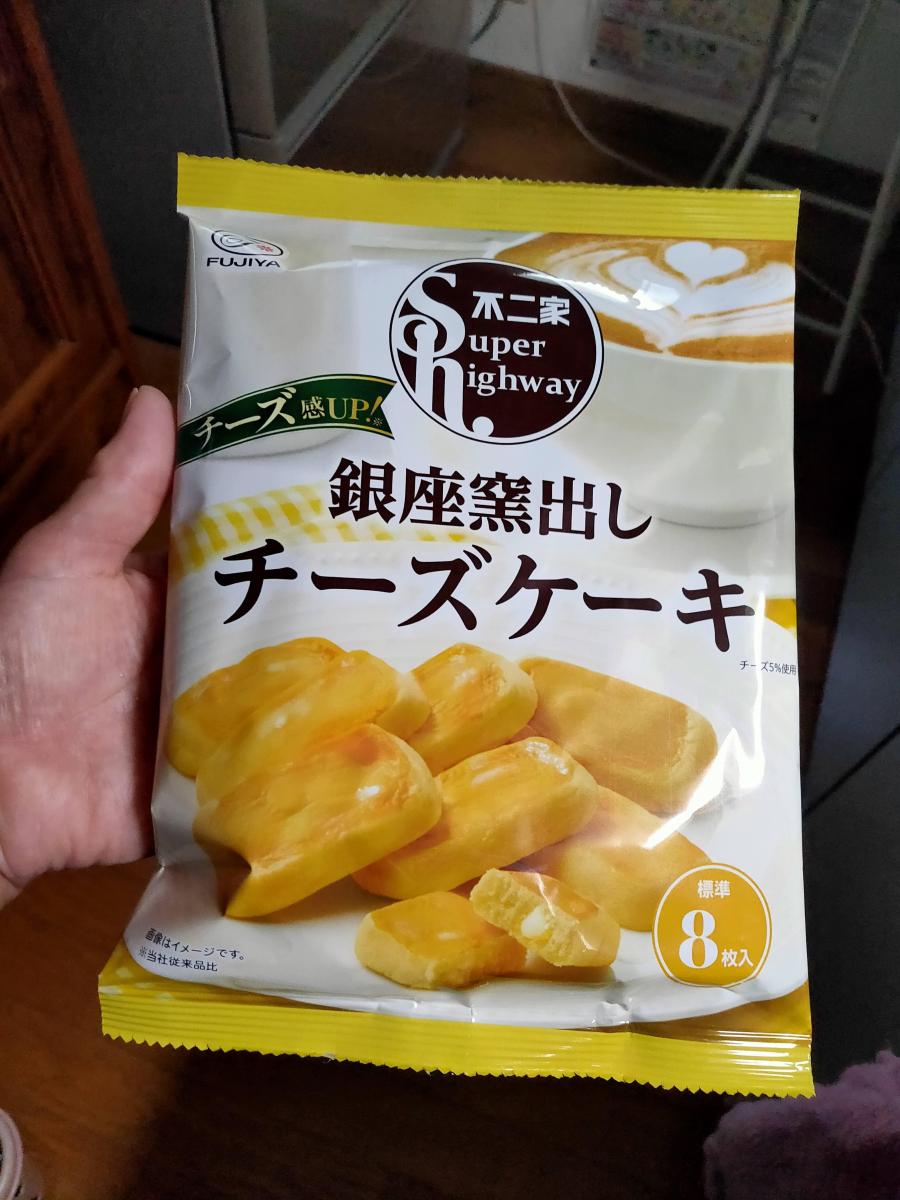 FUJIYA
不二家
Super
highway
チーズ感UP!※
銀座窯出し
チーズケーキ
チーズ5%使用
標準
8枚入
画像はイメージです。
※当社従来品比